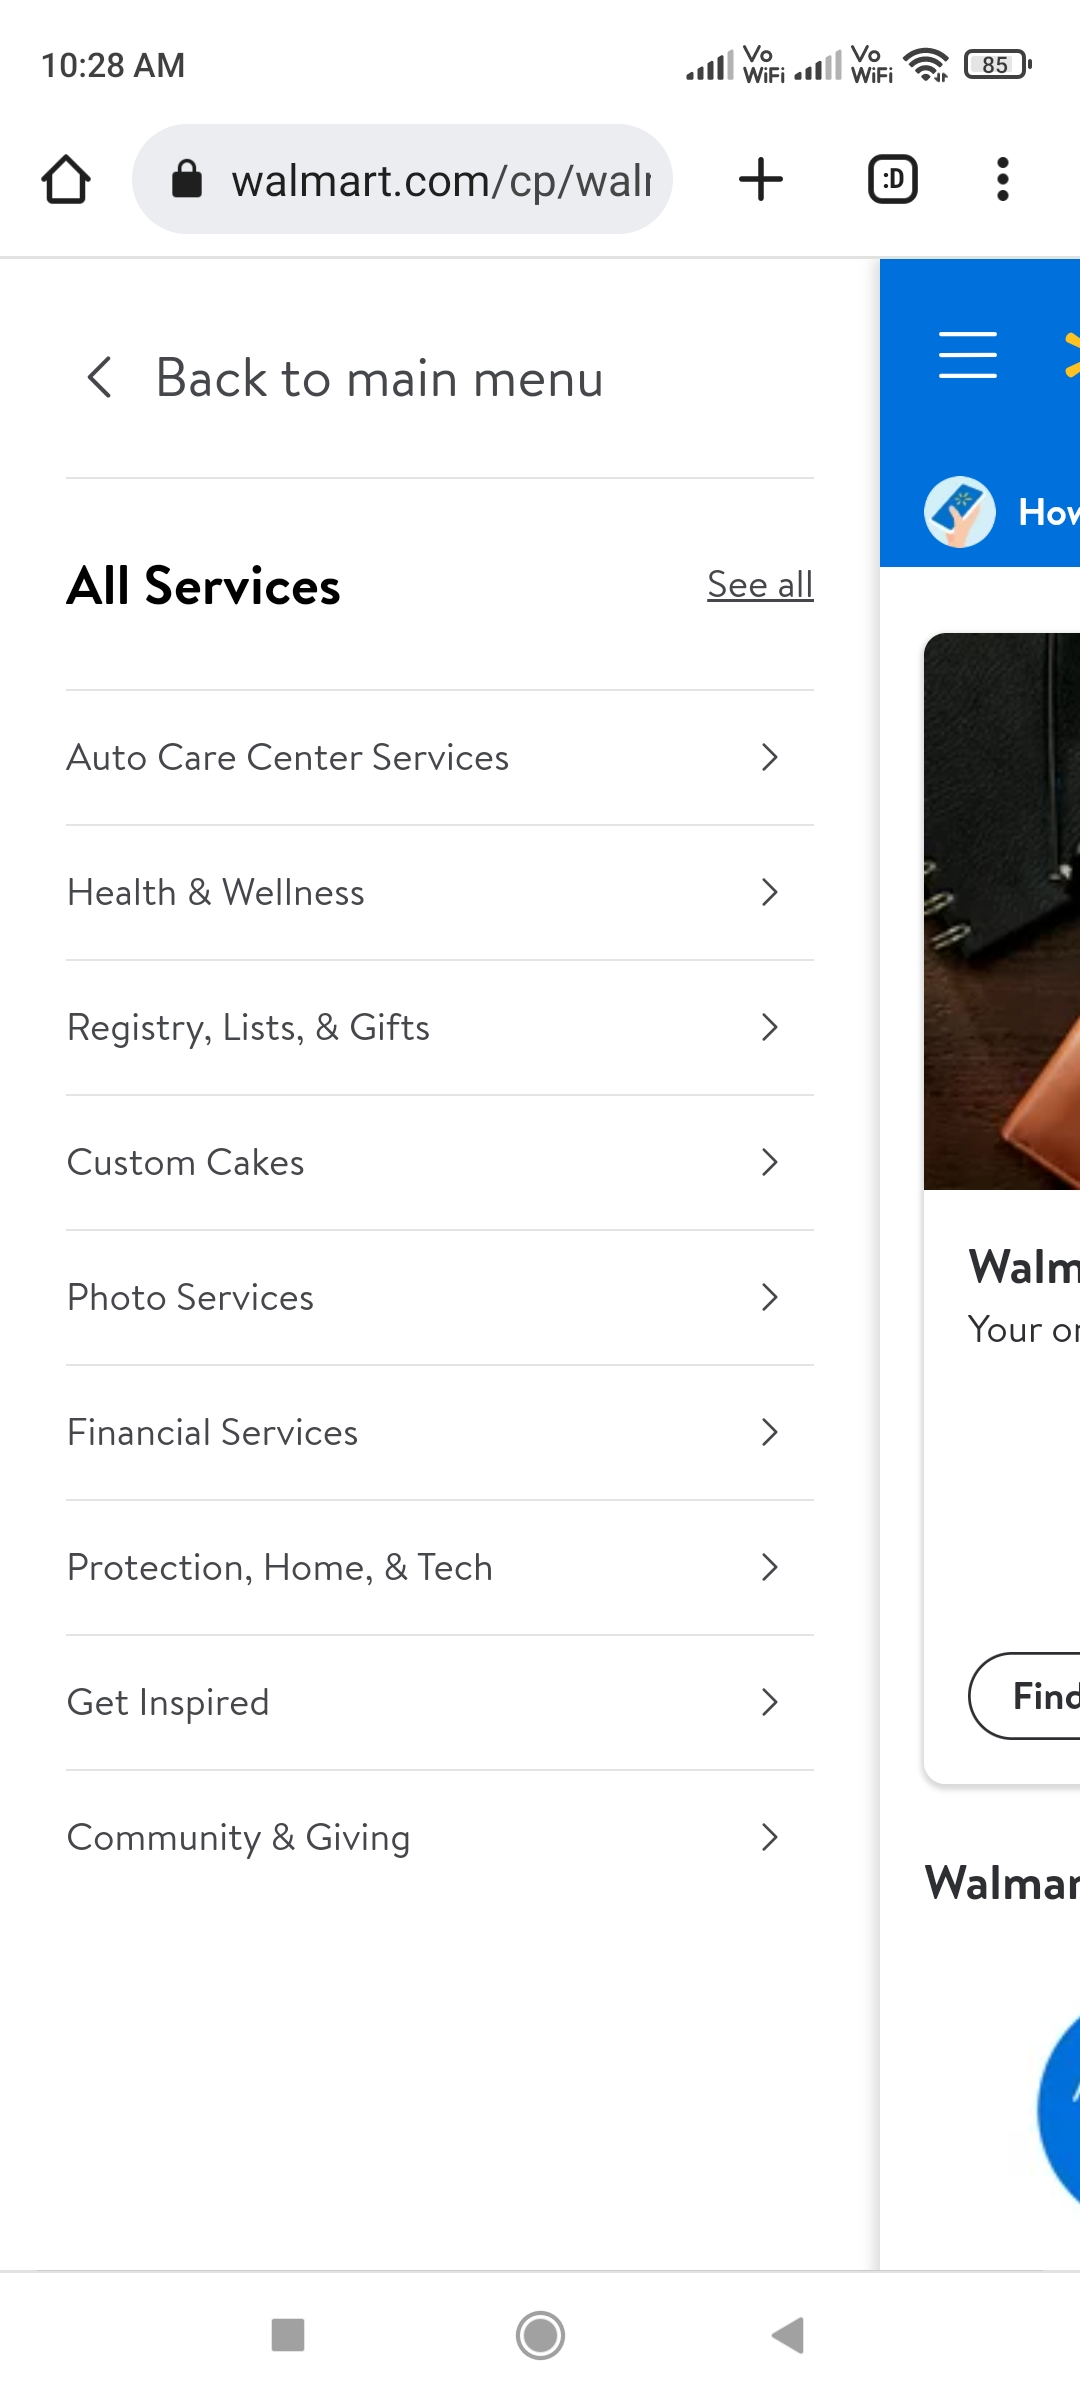 10:28 AM
Vo WiFi
Vo WiFi
85
walmart.com/cp/wal
:D
Back to main menu
How
All Services
See all
Auto Care Center Services
Health & Wellness
Registry, Lists, & Gifts
Custom Cakes
Walm
Photo Services
Your or
Financial Services
Protection, Home, & Tech
Get Inspired
Find
Community & Giving
Walmar